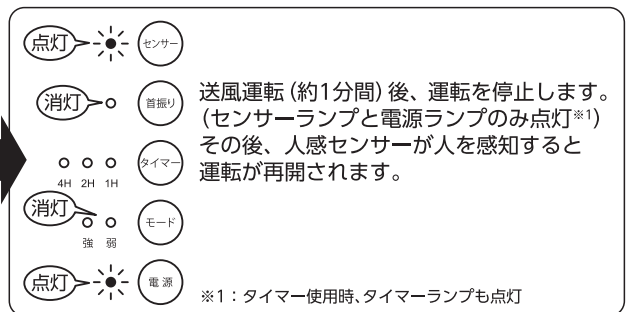 点灯 センサー
消灯 首振り
送風運転（約1分間）後、運転を停止します。
（センサーランプと電源ランプのみ点灯※1）
その後、人感センサーが人を感知すると
運転が再開されます。
タイマー
4H 2H 1H
消灯 モード
強 弱
点灯 電源
※1：タイマー使用時、タイマーランプも点灯